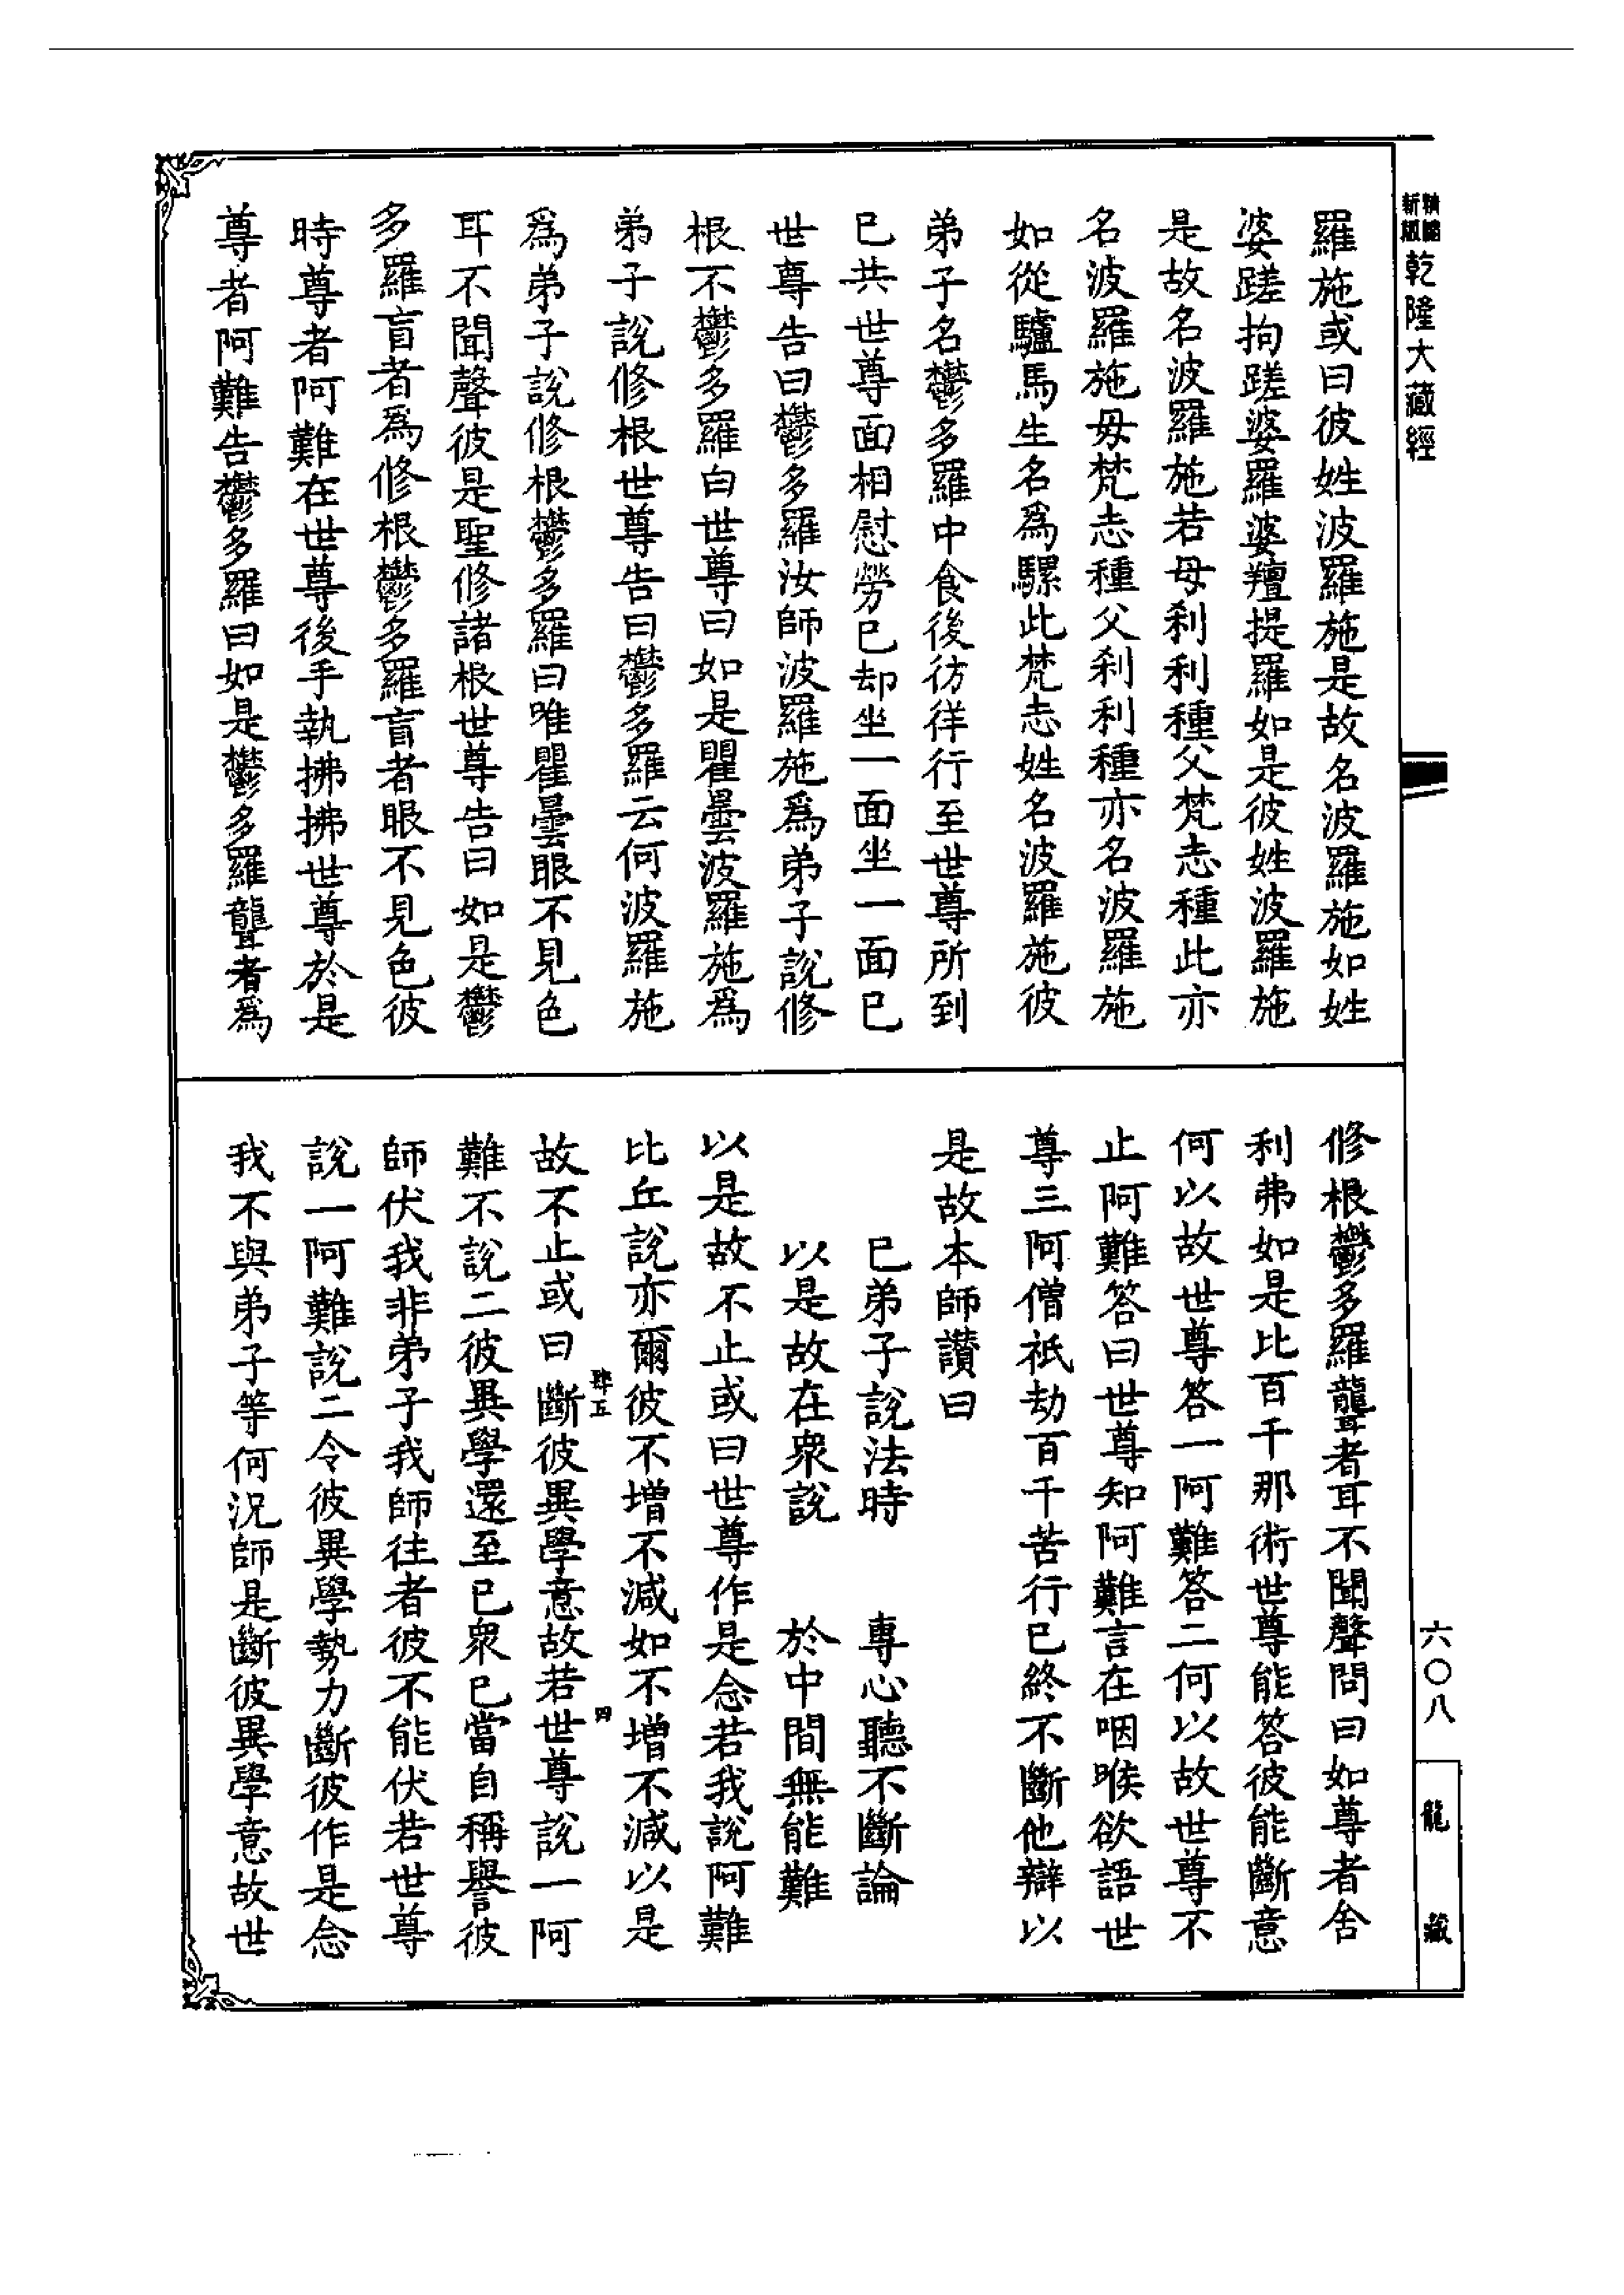 精縮新版乾隆大藏經
羅施或曰彼姓波羅施是故名波羅施如姓
婆蹉拘蹉婆羅婆羶提羅如是彼姓波羅施
是故名波羅施若母剎利種父梵志種此亦
名波羅施毋梵志種父剎利種亦名波羅施
如從驢馬生名爲騾此梵志姓名波羅施彼
弟子名鬱多羅中食後彷徉行至世尊所到
已共世尊面相慰勞已却坐一面坐一面已
世尊告曰鬱多羅汝師波羅施爲弟子說修
根不鬱多羅白世尊曰如是瞿曇波羅施爲
弟子說修根世尊告曰鬱多羅云何波羅施
爲弟子說修根鬱多羅曰唯瞿曇眼不見色
耳不聞聲彼是聖修諸根世尊告曰如是鬱
多羅盲者爲修根鬱多羅盲者眼不見色彼
時尊者阿難在世尊後手執拂拂世尊於是
尊者阿難告鬱多羅曰如是鬱多羅聾者爲
修根鬱多羅聾者耳不聞聲問曰如尊者舍
利弗如是比百千那術世尊能答彼能斷意
何以故世尊答一阿難答二何以故世尊不
止阿難答曰世尊知阿難言在咽喉欲語世
尊三阿僧祇劫百千苦行已終不斷他辯以
是故本師讚曰
已弟子說法時　專心聽不斷論
以是故在衆說　於中間無能難
以是故不止或曰世尊作是念若我說阿難
比丘說亦爾彼不增不減如不增不減以是
故不止或曰斷彼異學意故若世尊說一阿
肆五
四
難不說二彼異學還至已衆已當自稱譽彼
師伏我非弟子我師往者彼不能伏若世尊
說一阿難說二令彼異學勢力斷彼作是念
我不與弟子等何況師是斷彼異學意故世
六〇八
龍藏